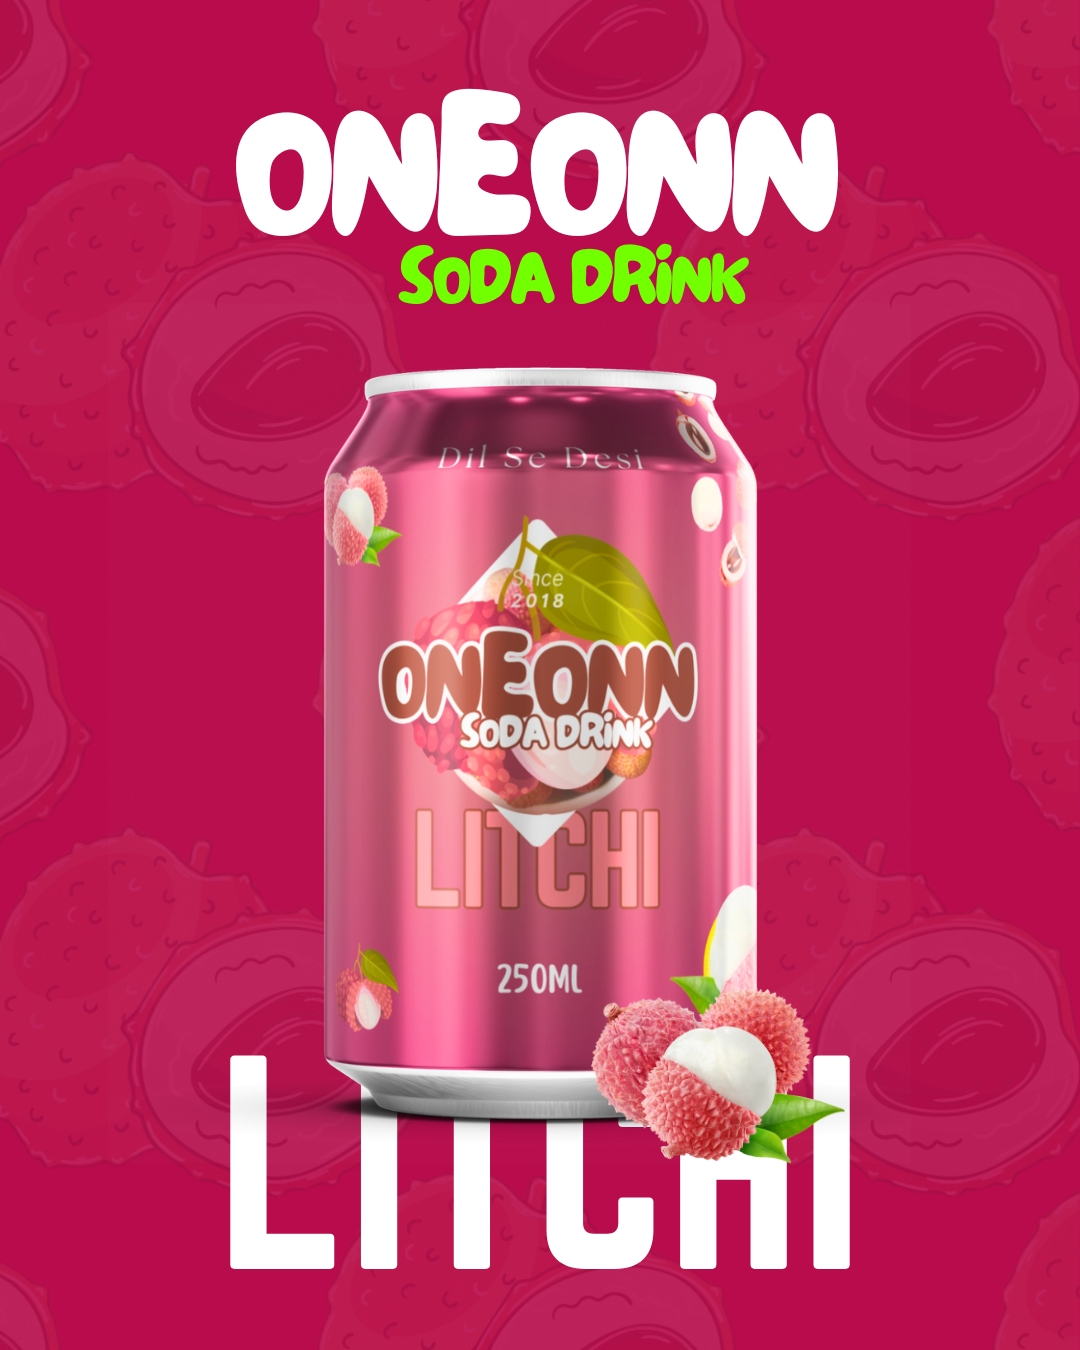 ONEONN
SODA DRiNK
Dil Se Desi
Since
2018
ONEONN
SODA DRiNK
LITCHI
250ML
LITCHI